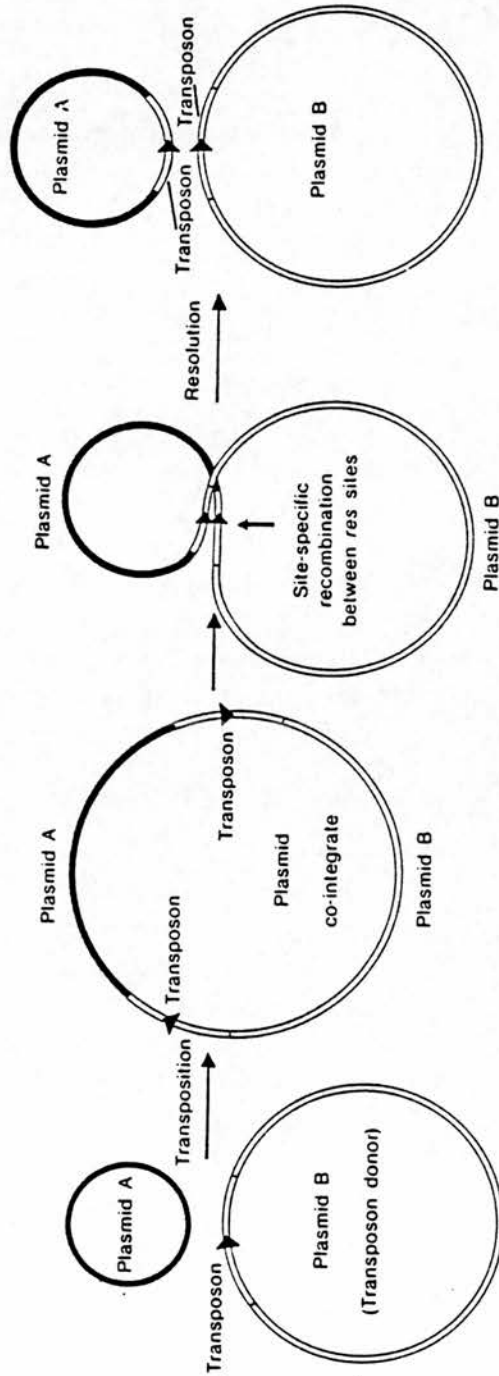 Plasmid A
Transposon
Plasmid B
(Transposon donor)
Transposition
Plasmid A
Transposon
Transposon
Plasmid
co-integrate
Plasmid B
Plasmid A
Site-specific
recombination
between res sites
Plasmid B
Resolution
Plasmid A
Transposon
Transposon
Plasmid B